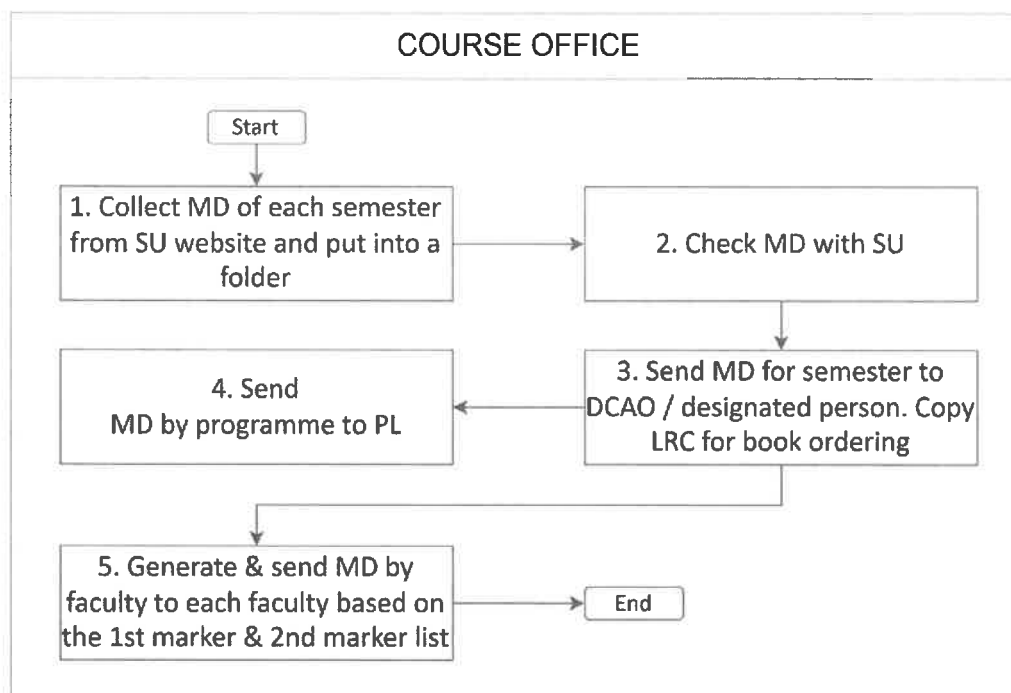 COURSE OFFICE
Start
1. Collect MD of each semester
from SU website and put into a
folder
2. Check MD with SU
3. Send MD for semester to
DCAO / designated person. Copy
LRC for book ordering
4. Send
MD by programme to PL
5. Generate & send MD by
faculty to each faculty based on
the 1st marker & 2nd marker list
End